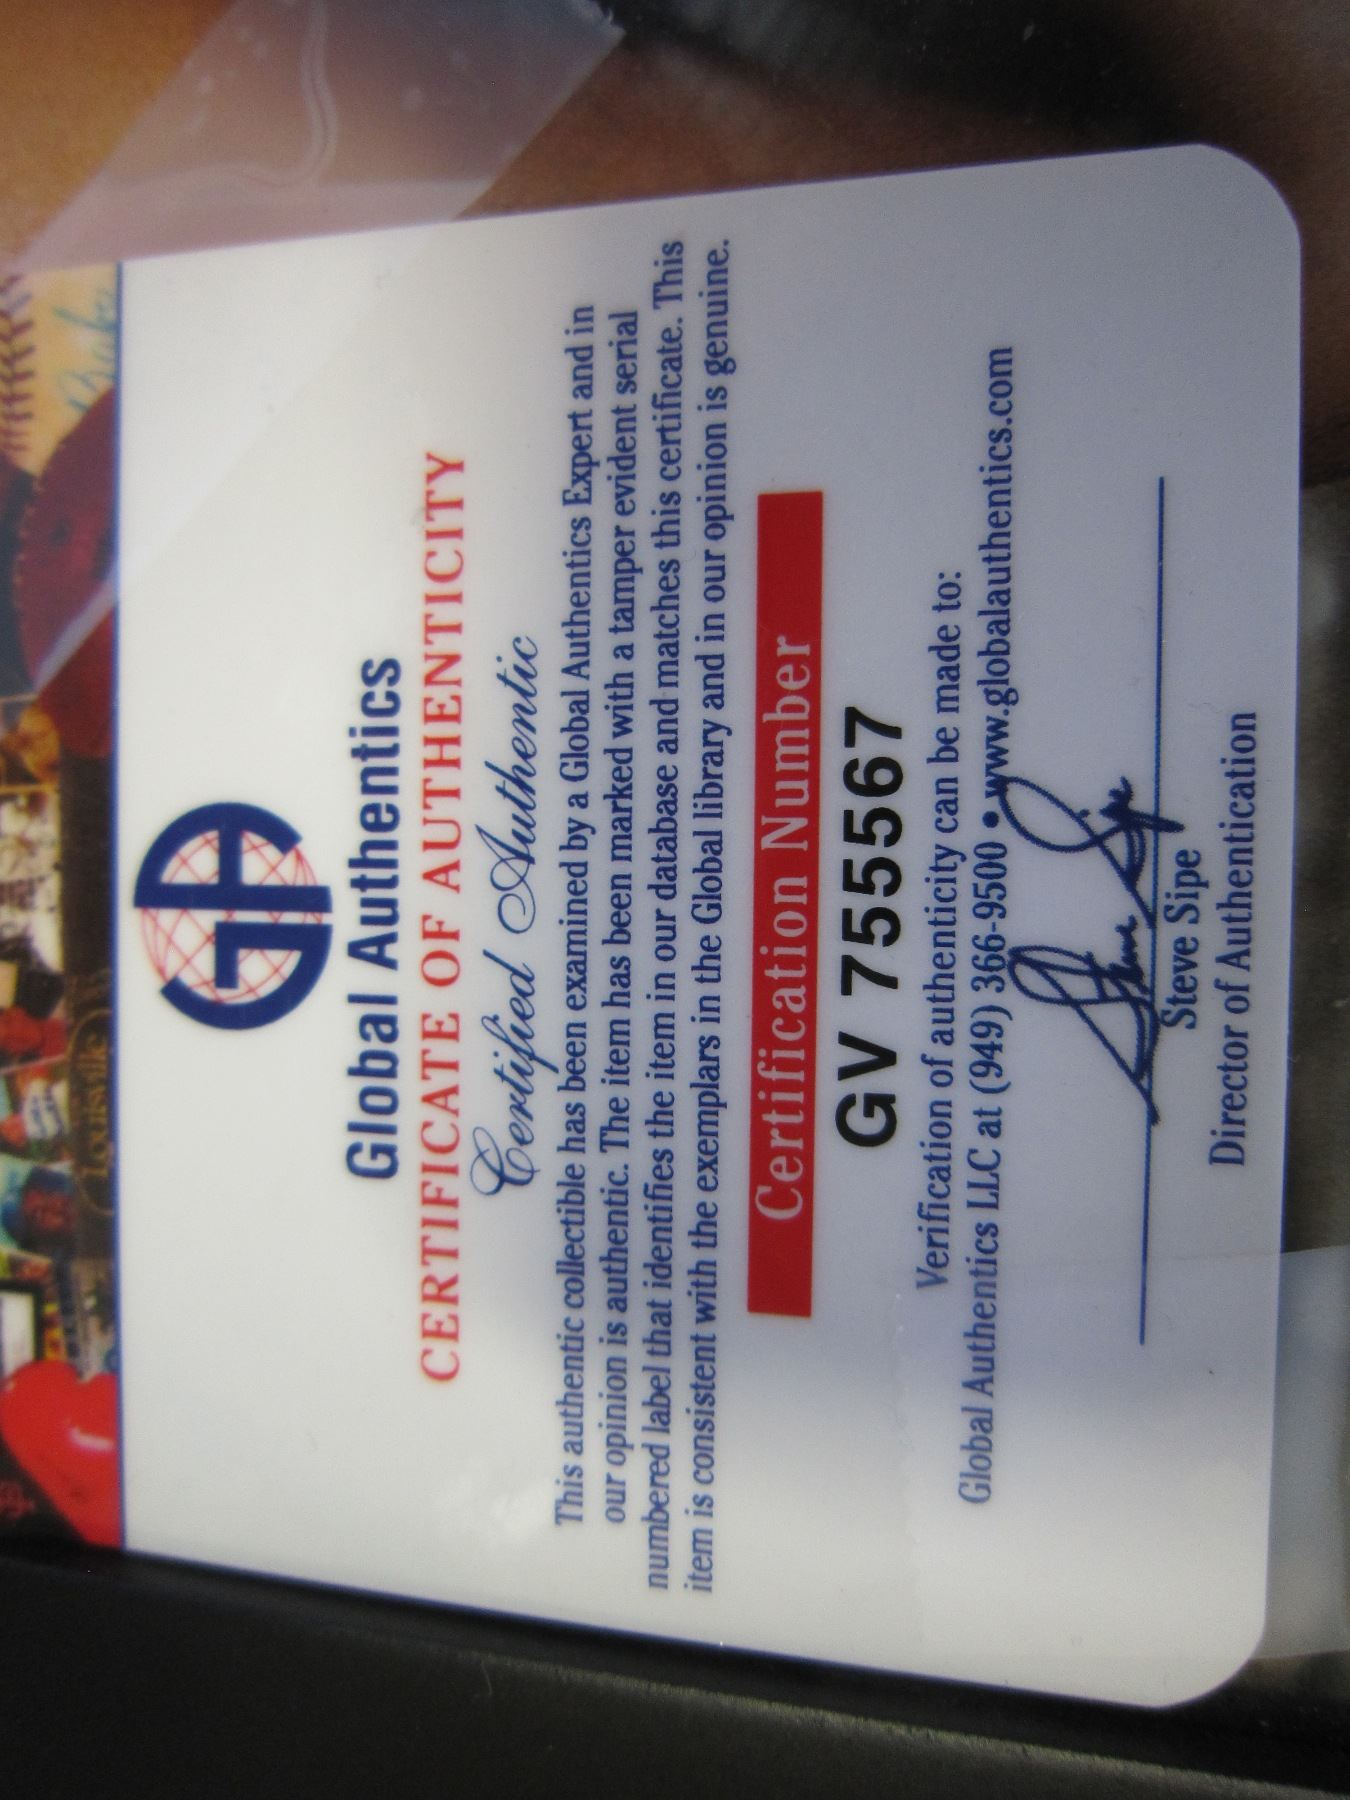 Louisville
GA
Global Authentics
CERTIFICATE OF AUTHENTICITY
Certified Authentic
This authentic collectible has been examined by a Global Authentics Expert and in
our opinion is authentic. The item has been marked with a tamper evident serial
numbered label that identifies the item in our database and matches this certificate. This
item is consistent with the exemplars in the Global library and in our opinion is genuine.
Certification Number
GV 755567
Verification of authenticity can be made to:
Global Authentics LLC at (949) 366-9500 • www.globalauthentics.com
Steve Sipe
Steve Sipe
Director of Authentication